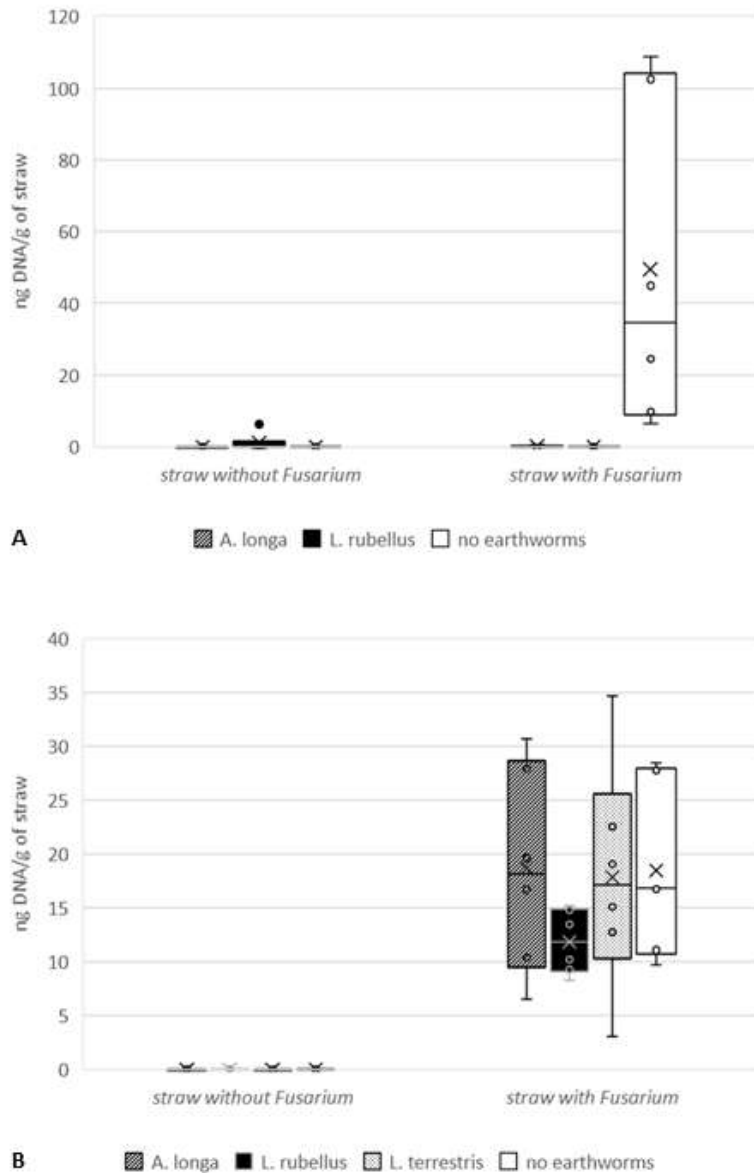 120
100
80
60
40
20
0
ng DNA/g of straw
straw without Fusarium
straw with Fusarium
A
A. longa
L. rubellus
no earthworms
40
35
30
25
20
15
10
5
0
ng DNA/g of straw
straw without Fusarium
straw with Fusarium
B
A. longa
L. rubellus
L. terrestris
no earthworms